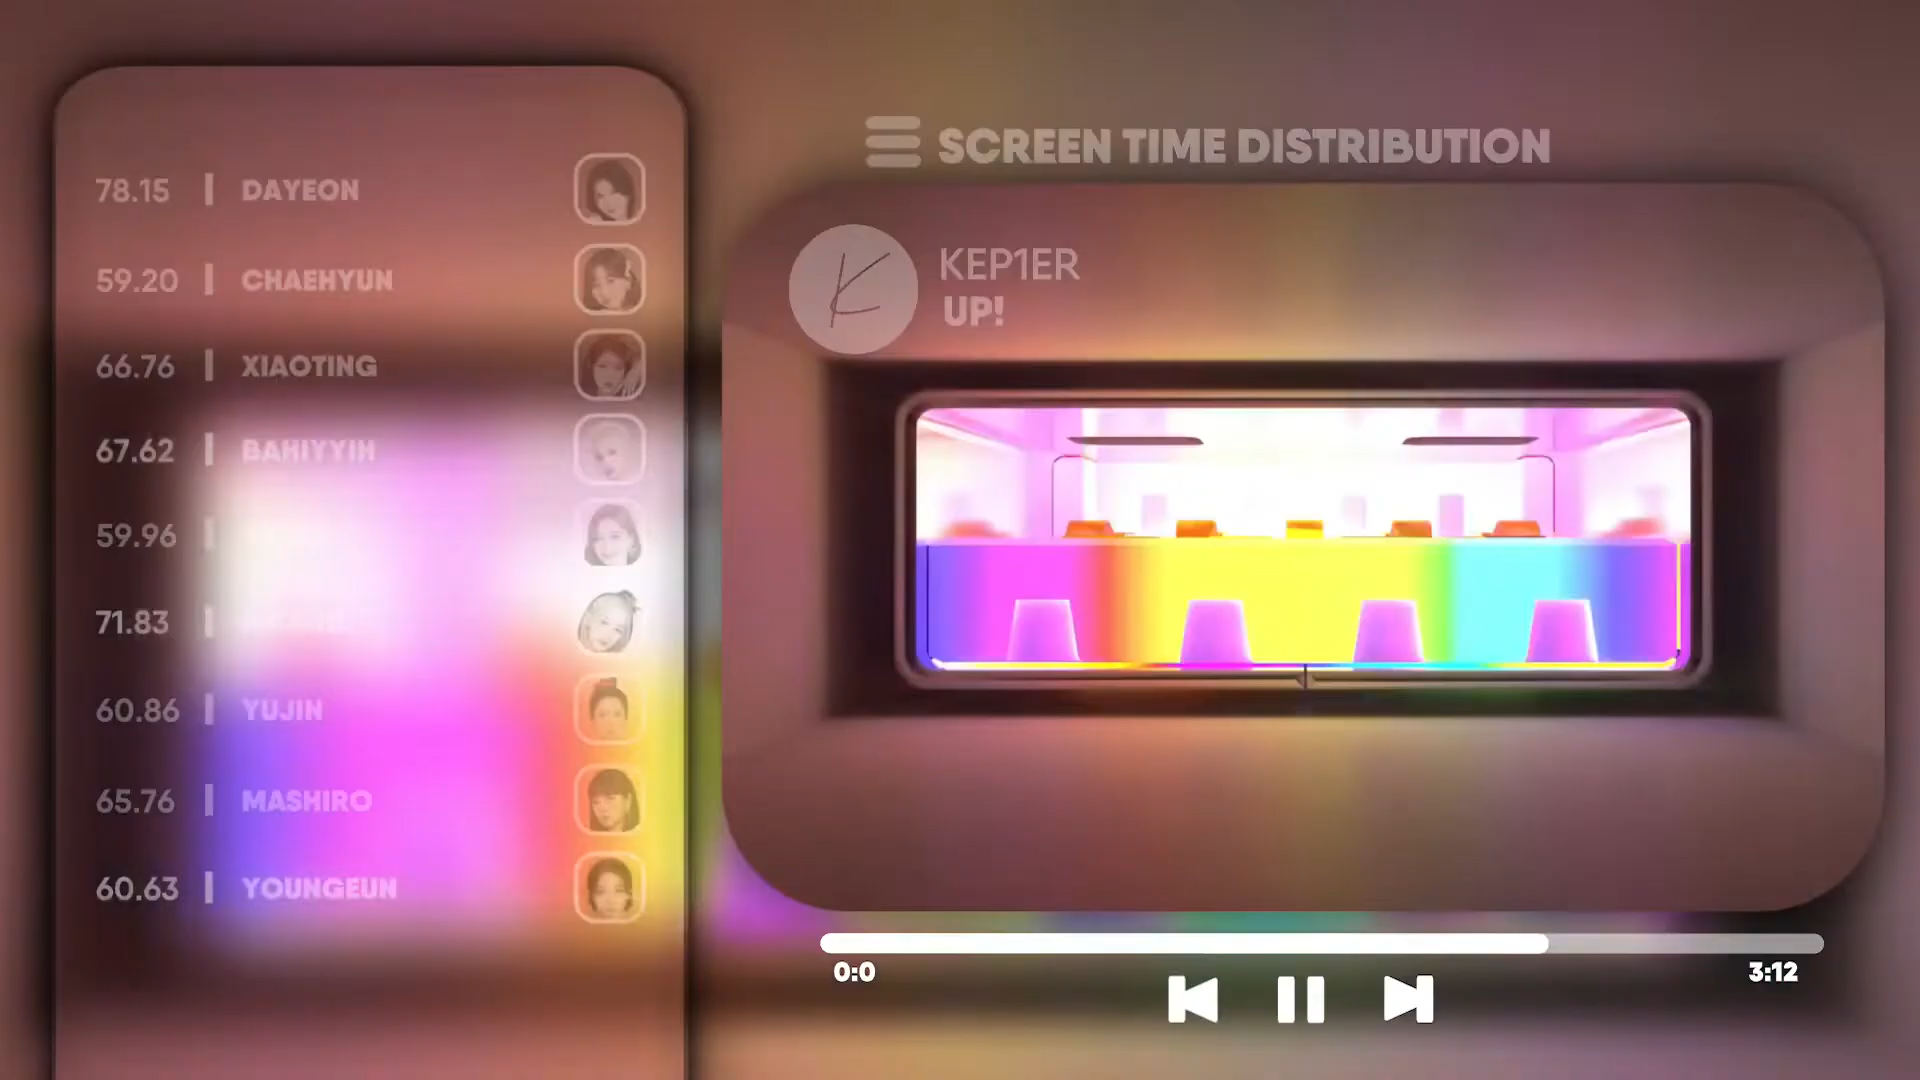 SCREEN TIME DISTRIBUTION
KEP1ER
UP!
78.15 | DAYEON
59.20 | CHAEHYUN
66.76 | XIAOTING
67.62 | BAHIYYIH
59.96 |
71.83 |
60.86 | YUJIN
65.76 | MASHIRO
60.63 | YOUNGEUN
0:0
3:12